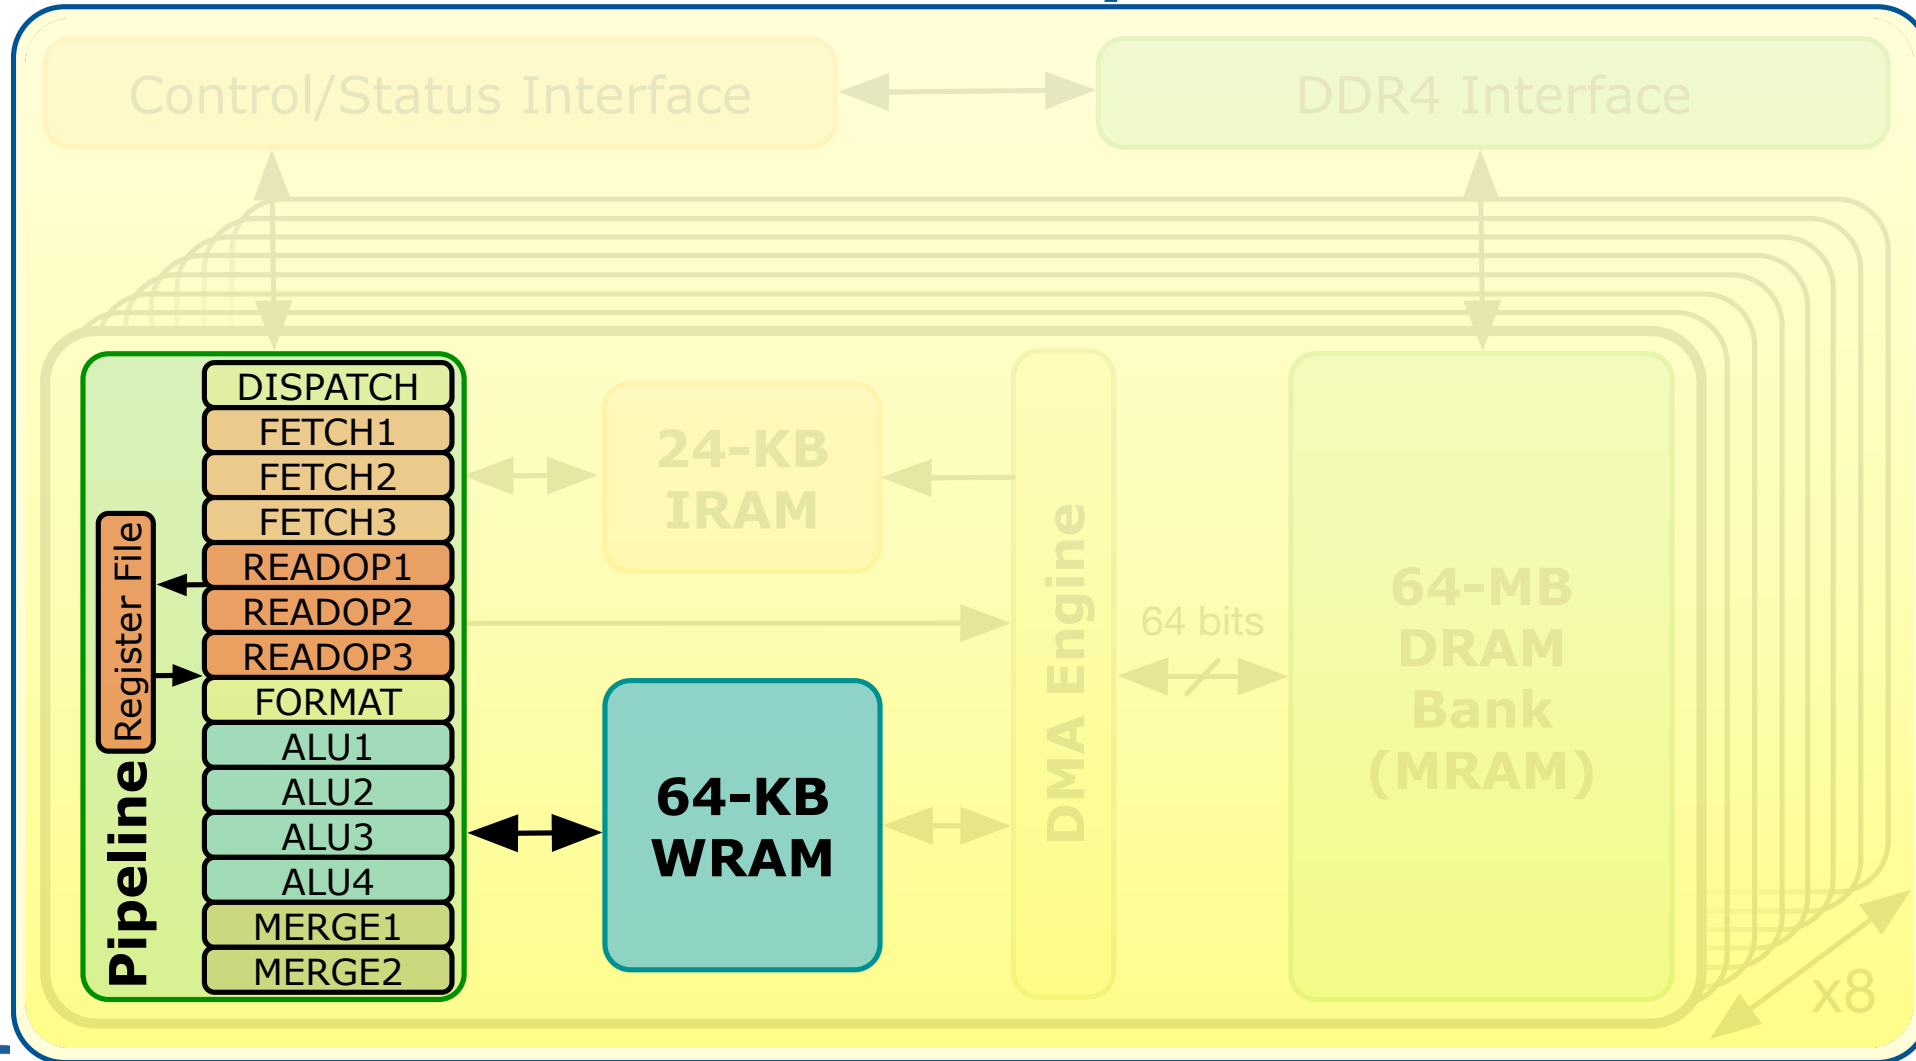 Control/Status Interface
DDR4 Interface
DISPATCH
FETCH1
FETCH2
FETCH3
READOP1
READOP2
READOP3
FORMAT
ALU1
ALU2
ALU3
ALU4
MERGE1
MERGE2
Register File
Pipeline
24-KB
IRAM
64-KB
WRAM
DMA Engine
64 bits
64-MB
DRAM
Bank
(MRAM)
x8